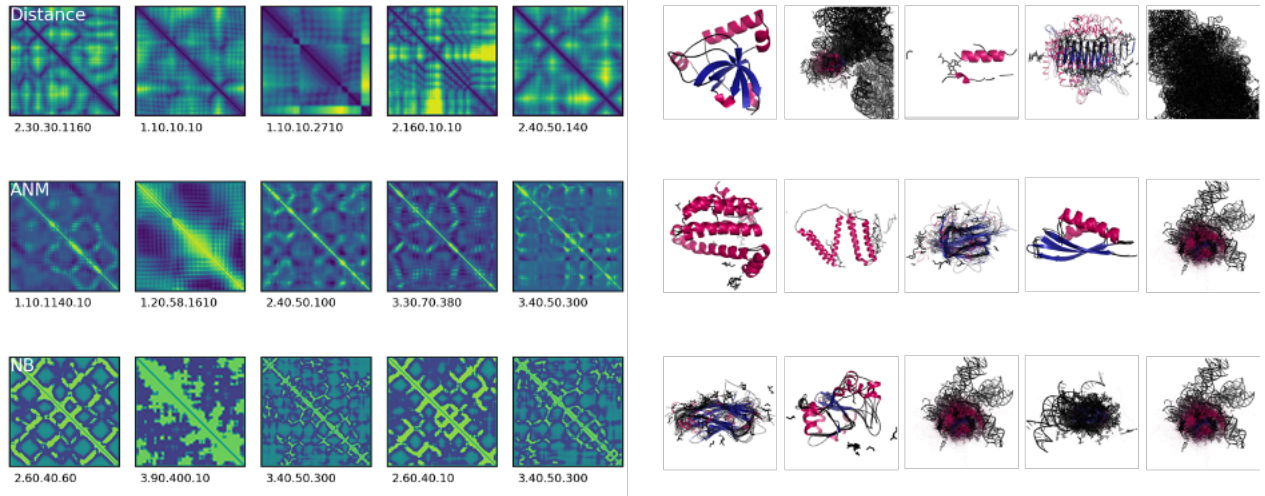 Distance
2.30.30.1160 1.10.10.10 1.10.10.2710 2.160.10.10 2.40.50.140
ANM
1.10.1140.10 1.20.58.1610 2.40.50.100 3.30.70.380 3.40.50.300
NB
2.60.40.60 3.90.400.10 3.40.50.300 2.60.40.10 3.40.50.300